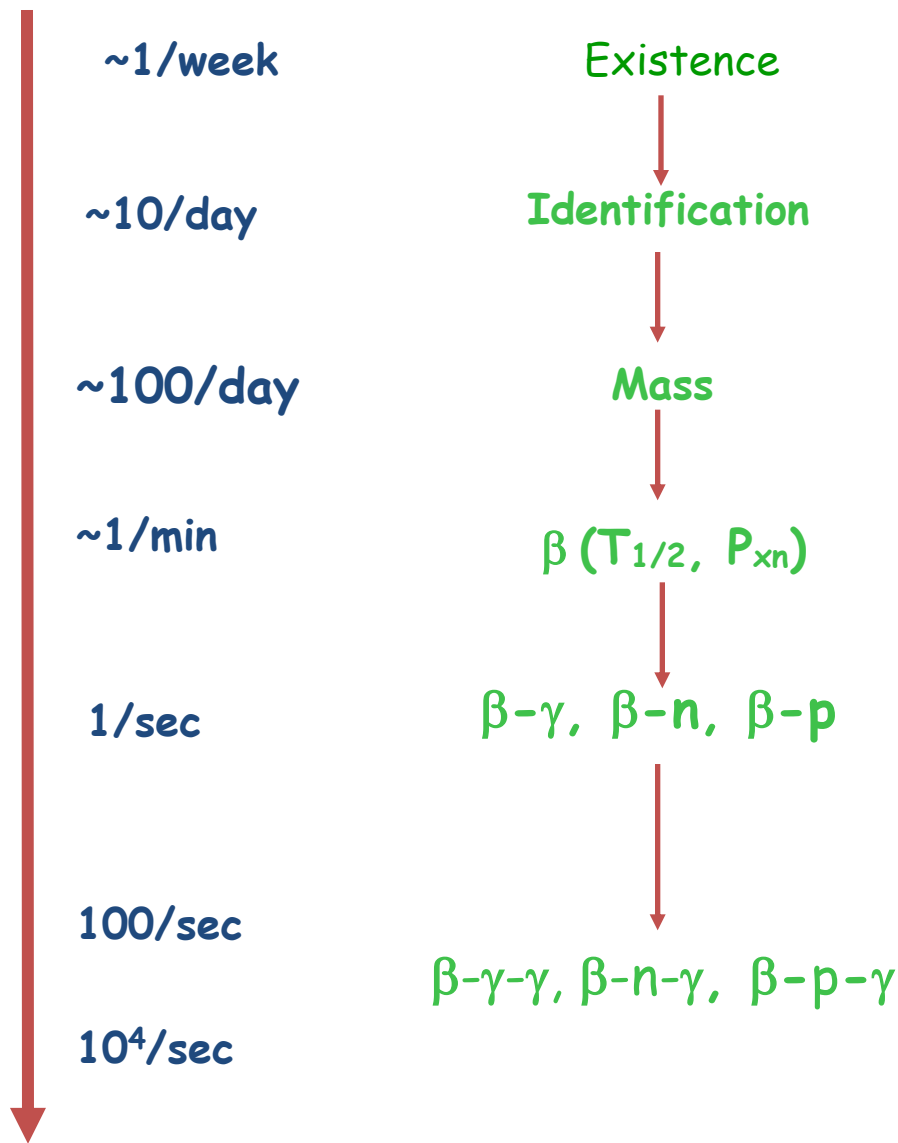 ~1/week Existence
~10/day Identification
~100/day Mass
~1/min β (T1/2, Pxn)
1/sec β-γ, β-n, β-p
100/sec
β-γ-γ, β-n-γ, β-p-γ
10⁴/sec